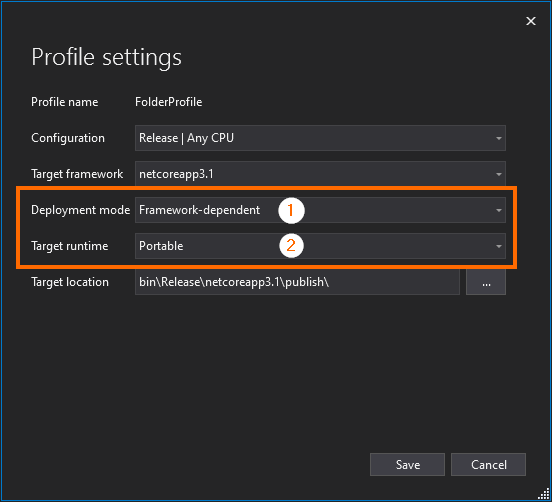 Profile settings
Profile name FolderProfile
Configuration Release | Any CPU
Target framework netcoreapp3.1
Deployment mode Framework-dependent 1
Target runtime Portable 2
Target location bin\Release\netcoreapp3.1\publish\ ...
Save Cancel